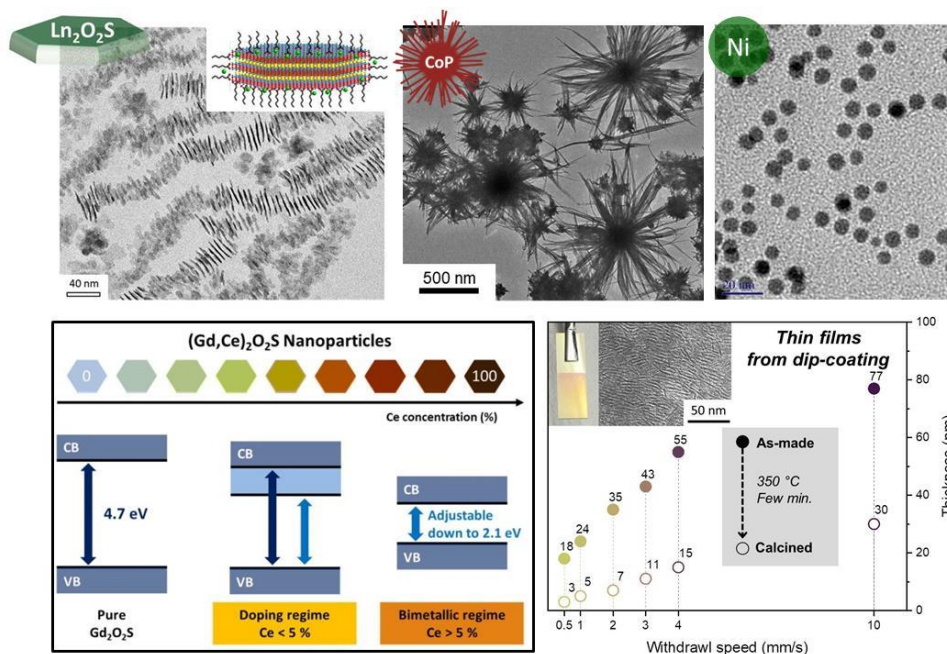 Ln₂O₂S
40 nm
CoP
500 nm
Ni
20 nm
(Gd,Ce)₂O₂S Nanoparticles
0
100
Ce concentration (%)
CB
4.7 eV
VB
Pure
Gd₂O₂S
CB
VB
Doping regime
Ce < 5 %
CB
Adjustable
down to 2.1 eV
VB
Bimetallic regime
Ce > 5 %
Thin films
from dip-coating
50 nm
As-made
350 °C
Few min.
Calcined
18
24
35
43
55
77
3
5
7
11
15
30
0.5
1
2
3
4
10
Withdrawl speed (mm/s)
100
80
60
40
20
0
Thickness (nm)